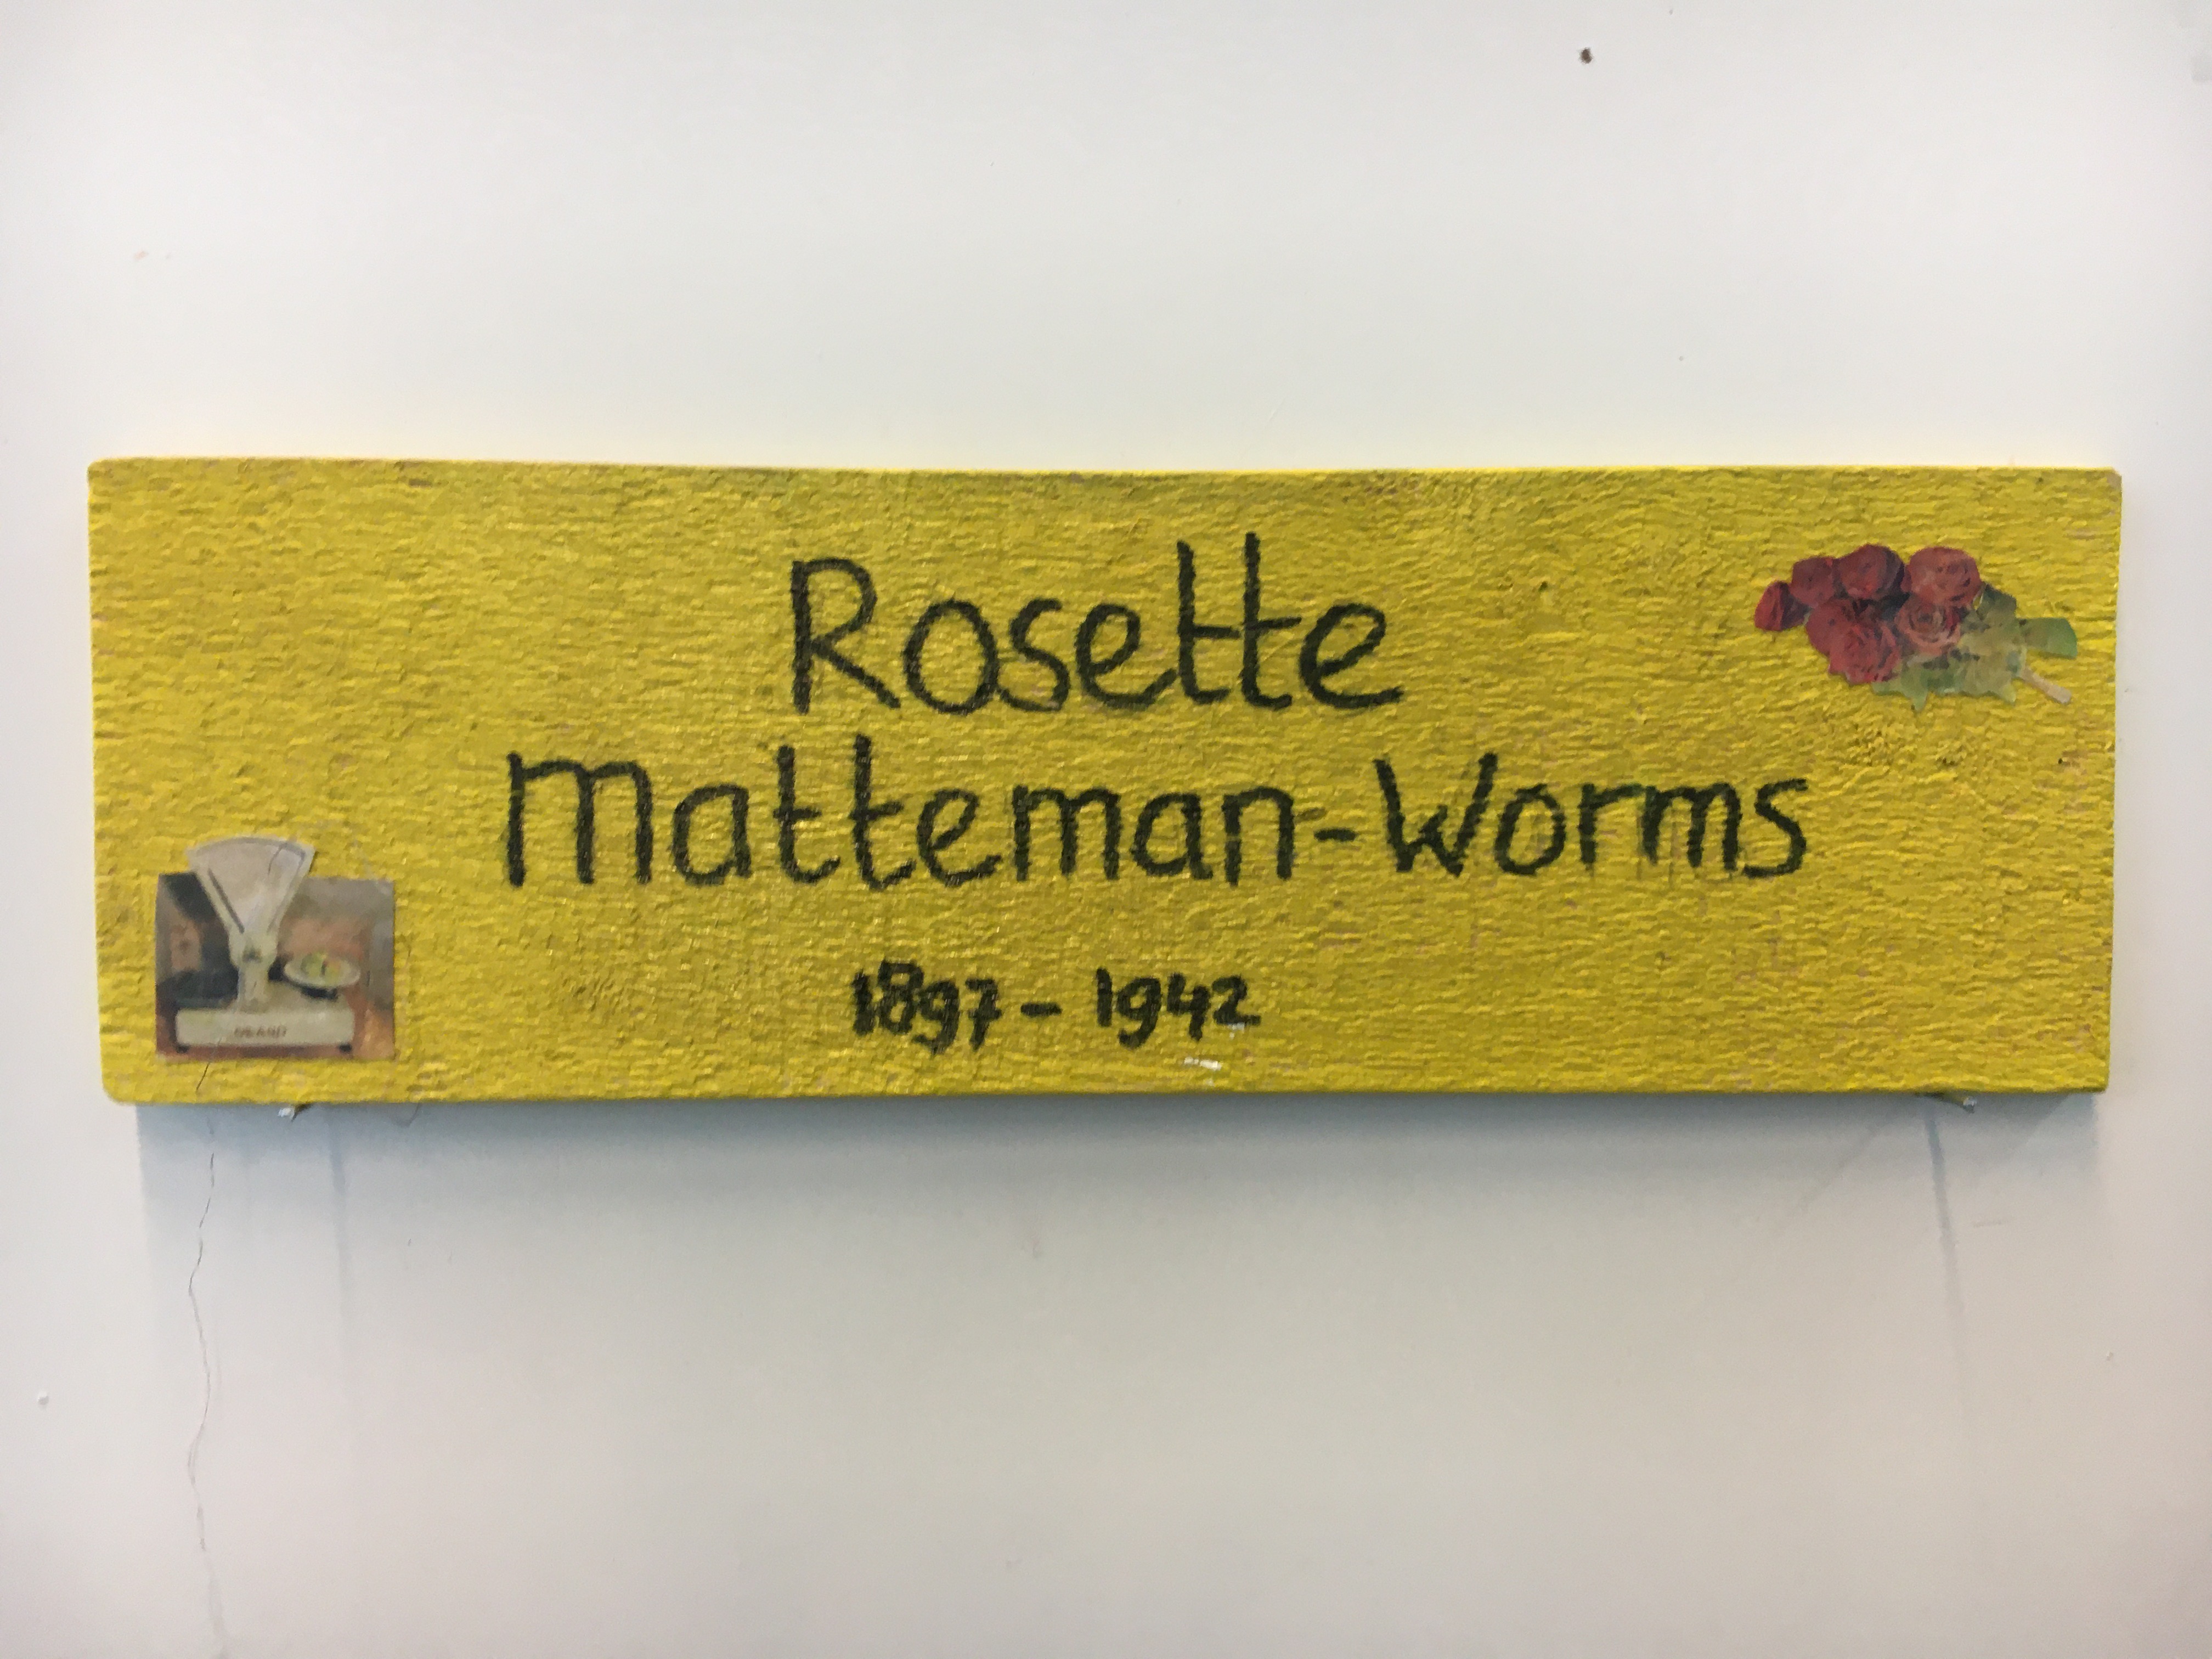 Rosette
Matteman-Worms
1897 - 1942